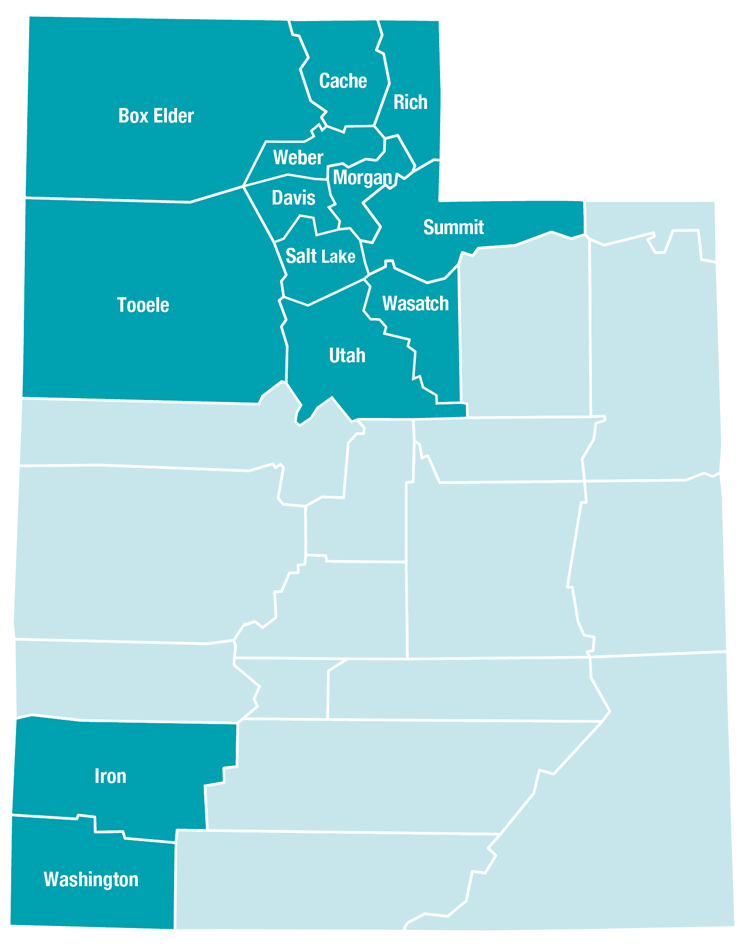 Cache
Rich
Box Elder
Weber
Morgan
Davis
Summit
Salt Lake
Tooele
Wasatch
Utah
Iron
Washington